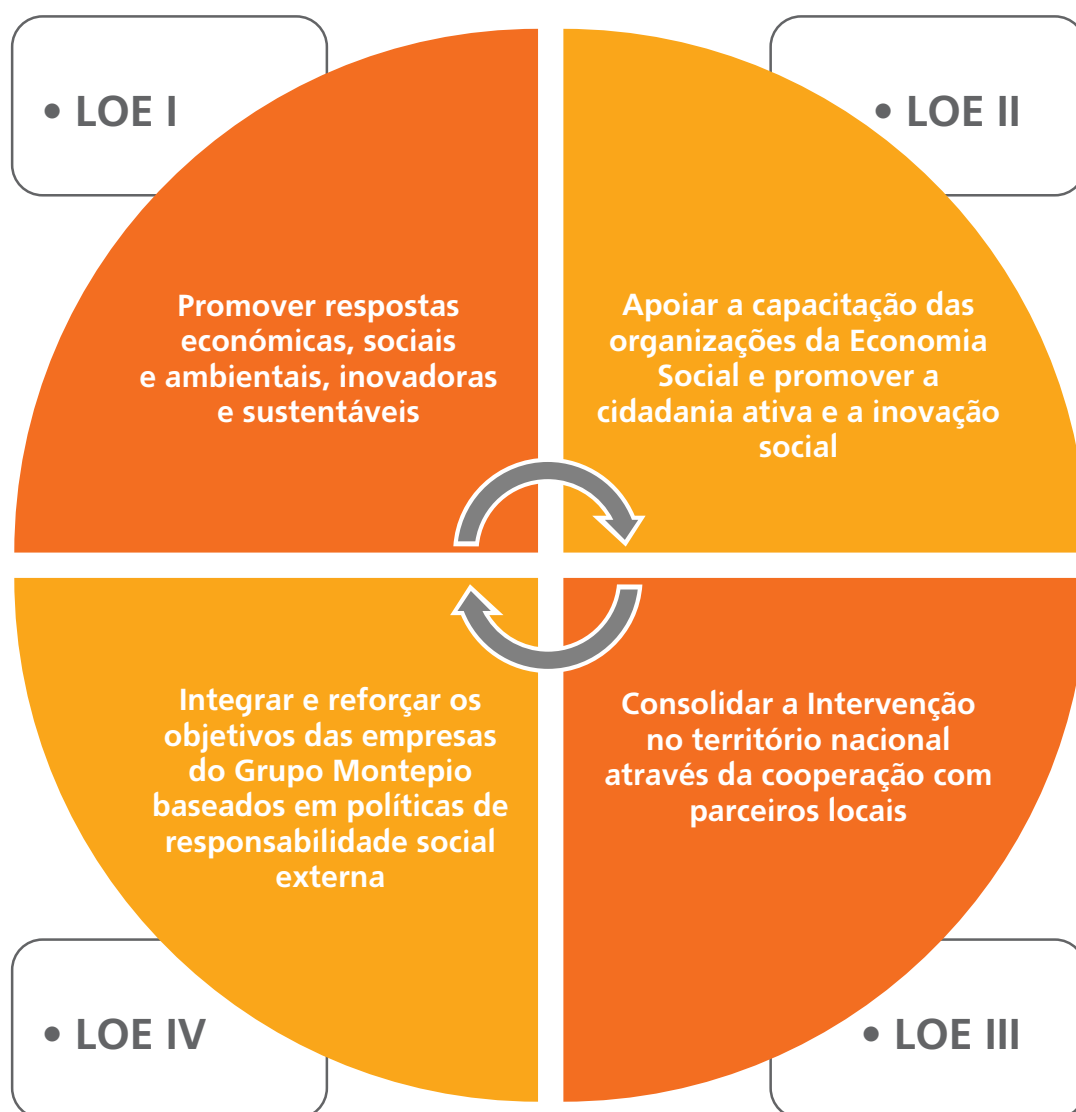 • LOE I
Promover respostas
económicas, sociais
e ambientais, inovadoras
e sustentáveis
• LOE II
Apoiar a capacitação das
organizações da Economia
Social e promover a
cidadania ativa e a inovação
social
• LOE III
Consolidar a Intervenção
no território nacional
através da cooperação com
parceiros locais
• LOE IV
Integrar e reforçar os
objetivos das empresas
do Grupo Montepio
baseados em políticas de
responsabilidade social
externa